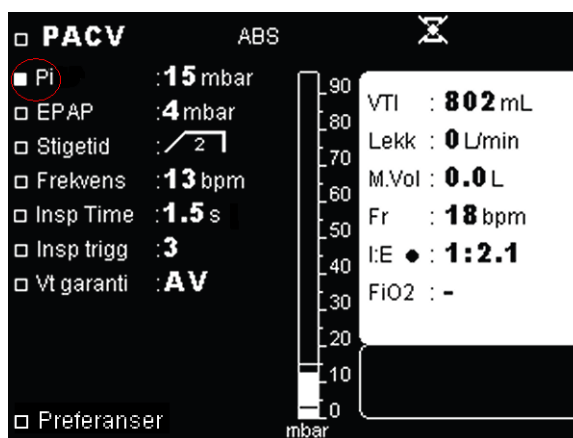 PACV ABS
Pi :15 mbar
EPAP :4 mbar
Stigetid : 2
Frekvens :13 bpm
Insp Time :1.5 s
Insp trigg :3
Vt garanti :AV
Preferanser
90
80
70
60
50
40
30
20
10
0
mbar
VTI : 802 mL
Lekk : 0 L/min
M.Vol : 0.0 L
Fr : 18 bpm
I:E ● : 1:2.1
FiO2 : -